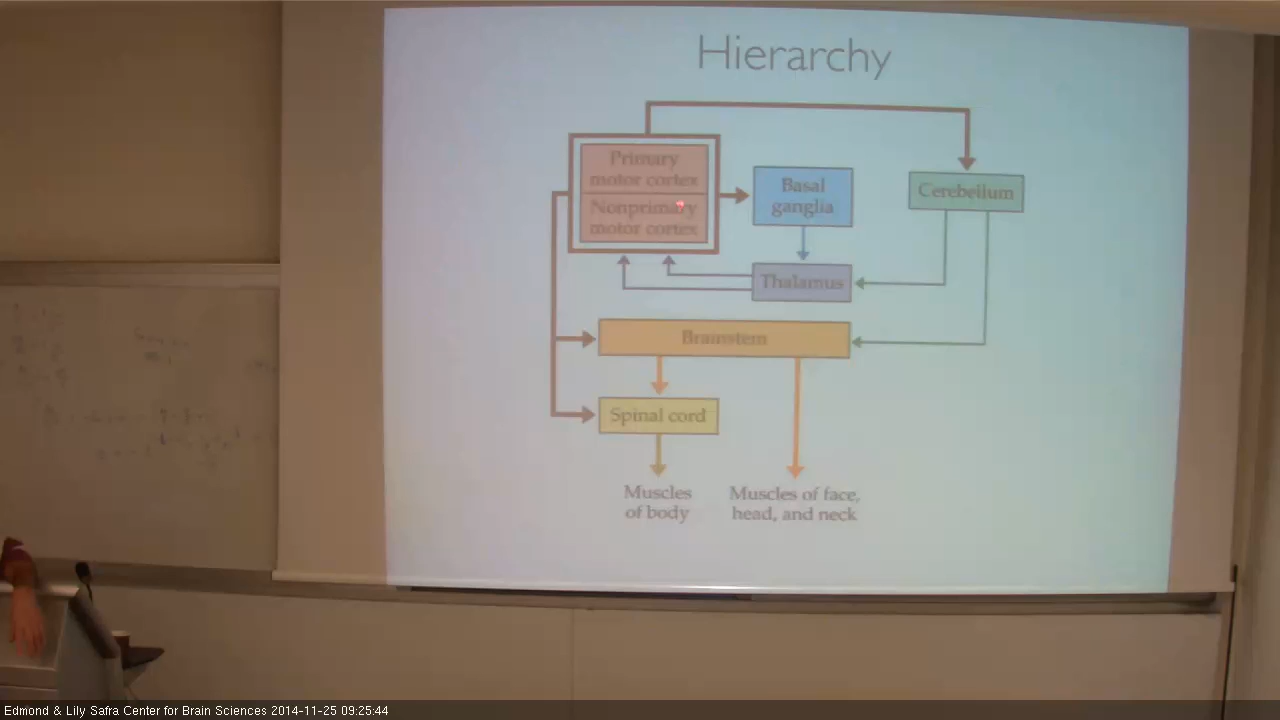 Hierarchy
Primary
motor cortex
Nonprimary
motor cortex
Basal
ganglia
Cerebellum
Thalamus
Brainstem
Spinal cord
Muscles
of body
Muscles of face,
head, and neck
Edmond & Lily Safra Center for Brain Sciences 2014-11-25 09:25:44